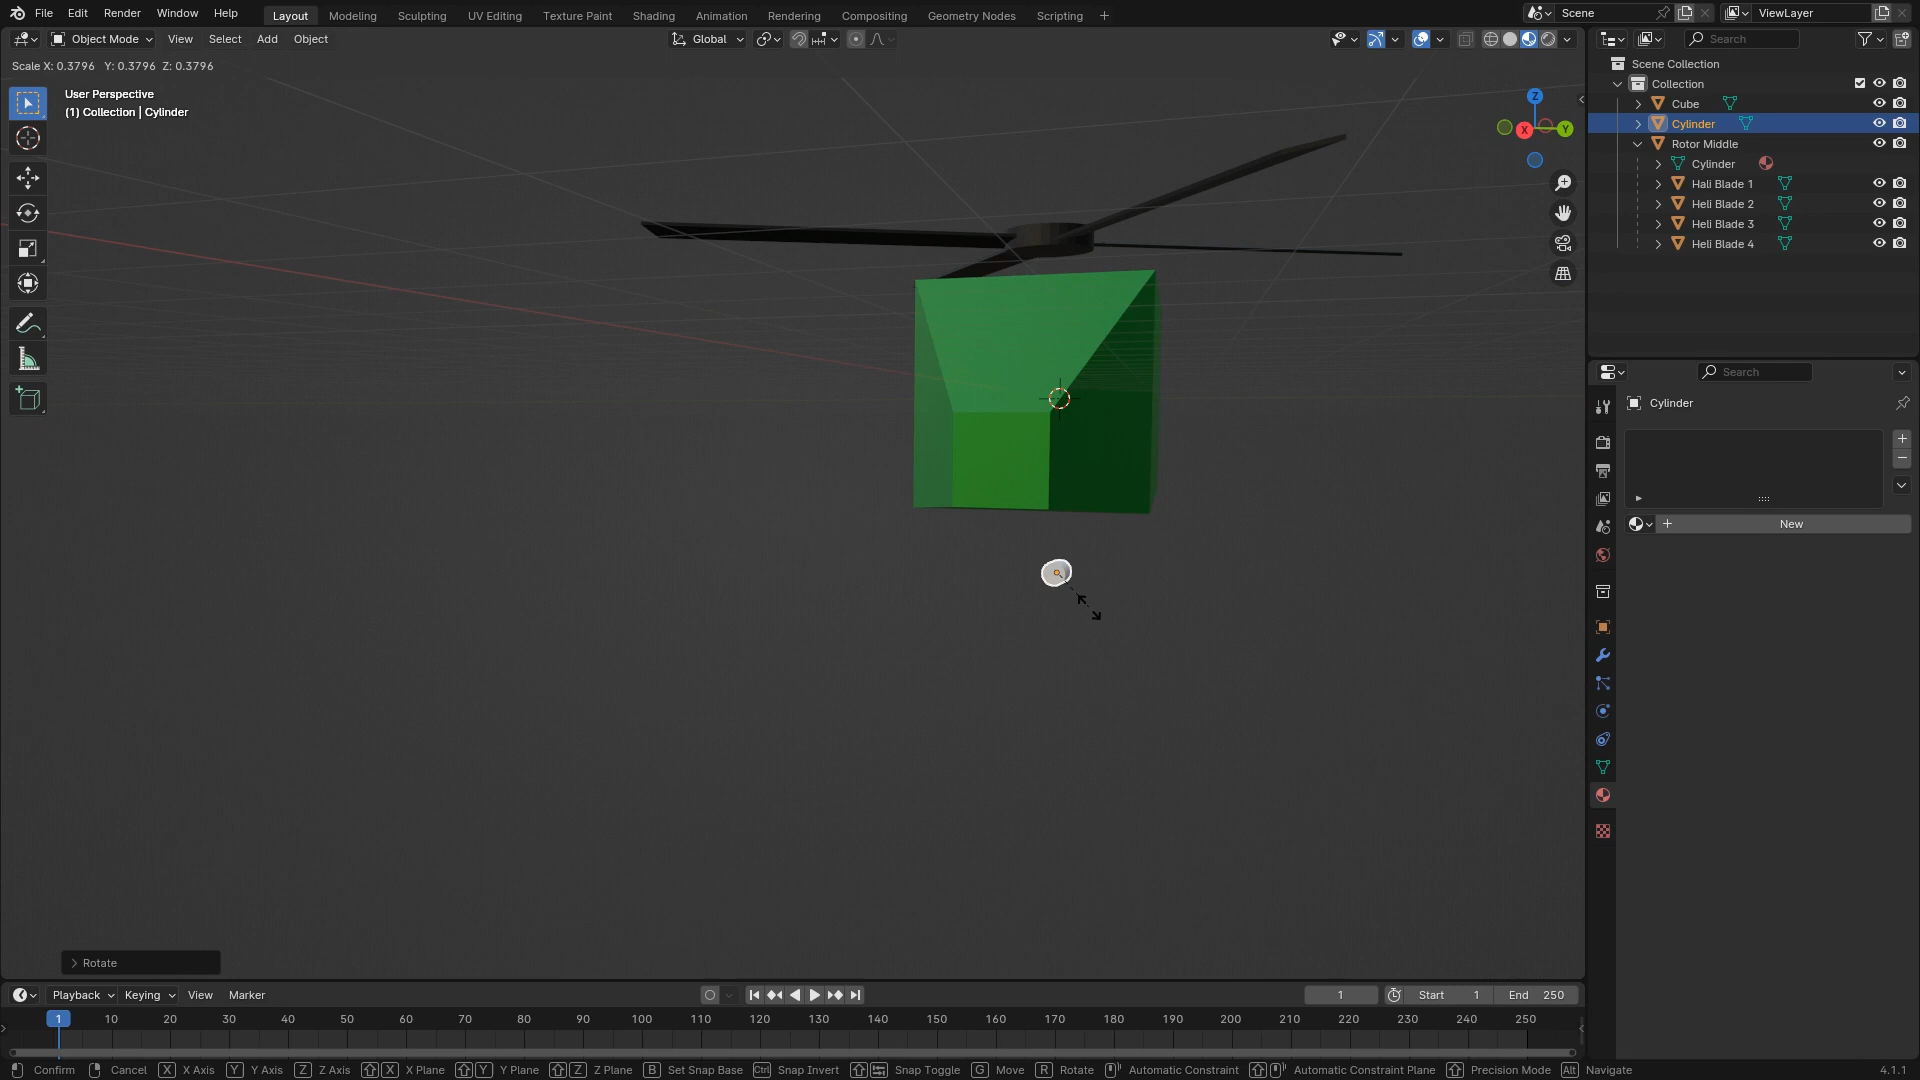 File Edit Render Window Help Layout Modeling Sculpting UV Editing Texture Paint Shading Animation Rendering Compositing Geometry Nodes Scripting + Scene ViewLayer
Object Mode View Select Add Object Global Search
Scale X: 0.3796 Y: 0.3796 Z: 0.3796
User Perspective
(1) Collection | Cylinder
Z
X
Y
Scene Collection
Collection
Cube
Cylinder
Rotor Middle
Cylinder
Hali Blade 1
Heli Blade 2
Heli Blade 3
Heli Blade 4
Search
Cylinder
+ New
Rotate
Playback Keying View Marker 1 Start 1 End 250
1 10 20 30 40 50 60 70 80 90 100 110 120 130 140 150 160 170 180 190 200 210 220 230 240 250
Confirm Cancel X X Axis Y Y Axis Z Z Axis X X Plane Y Y Plane Z Z Plane B Set Snap Base Ctrl Snap Invert Snap Toggle G Move R Rotate Automatic Constraint Automatic Constraint Plane Precision Mode Alt Navigate 4.1.1